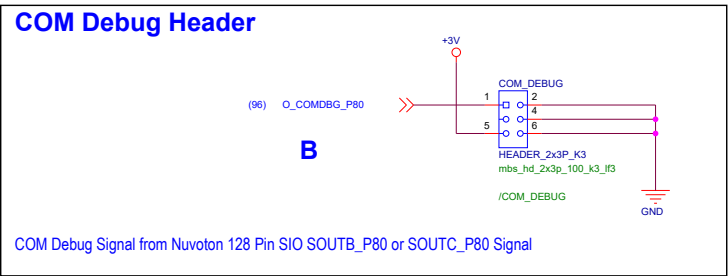 COM Debug Header
+3V
COM_DEBUG
(96) O_COMDBG_P80
1 2
4
5 6
B
HEADER_2x3P_K3
mbs_hd_2x3p_100_k3_lf3
/COM_DEBUG
GND
COM Debug Signal from Nuvoton 128 Pin SIO SOUTB_P80 or SOUTC_P80 Signal